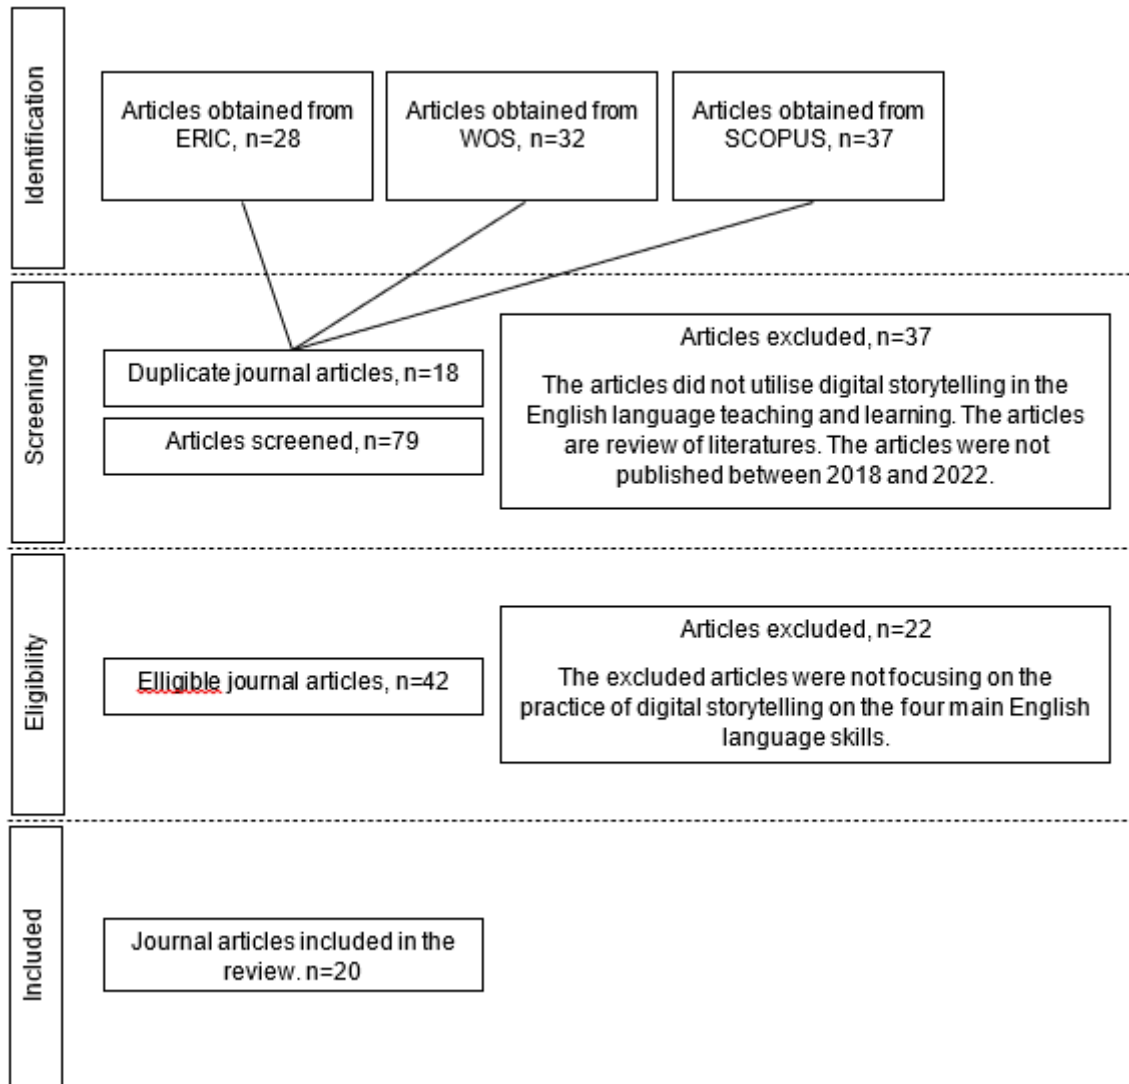 Identification
Articles obtained from
ERIC, n=28
Articles obtained from
WOS, n=32
Articles obtained from
SCOPUS, n=37
Screening
Duplicate journal articles, n=18
Articles screened, n=79
Articles excluded, n=37
The articles did not utilise digital storytelling in the
English language teaching and learning. The articles
are review of literatures. The articles were not
published between 2018 and 2022.
Eligibility
Elligible journal articles, n=42
Articles excluded, n=22
The excluded articles were not focusing on the
practice of digital storytelling on the four main English
language skills.
Included
Journal articles included in the
review. n=20